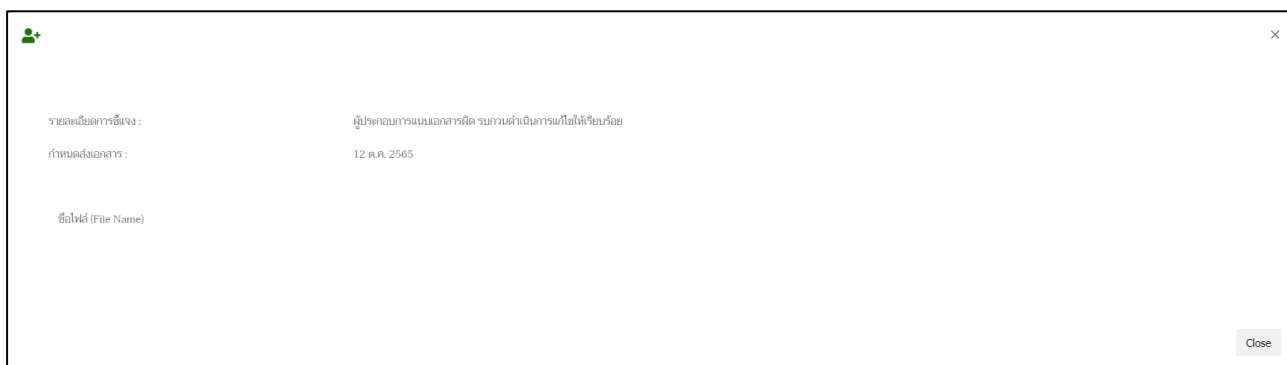 รายละเอียดการชี้แจง : ผู้ประกอบการแนบเอกสารผิด รบกวนดำเนินการแก้ไขให้เรียบร้อย
กำหนดส่งเอกสาร : 12 ต.ค. 2565
ชื่อไฟล์ (File Name)
Close